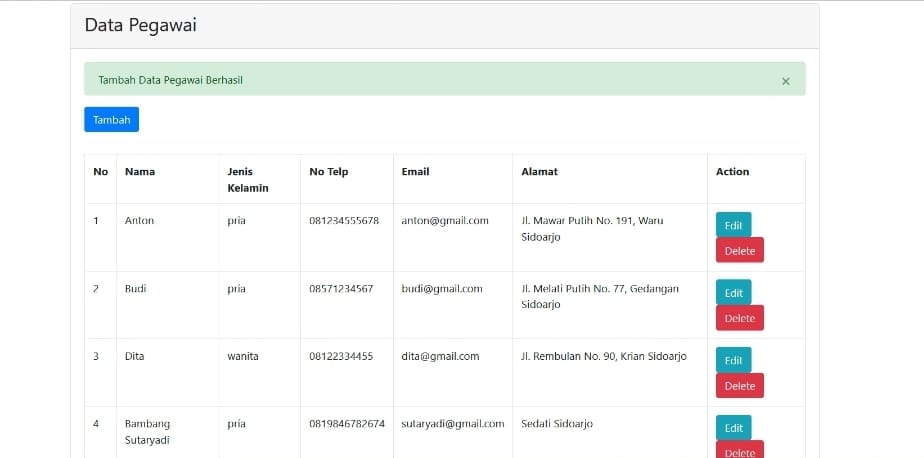 Data Pegawai
Tambah Data Pegawai Berhasil ×
Tambah
No Nama Jenis Kelamin No Telp Email Alamat Action
1 Anton pria 081234555678 anton@gmail.com Jl. Mawar Putih No. 191, Waru
Sidoarjo
Edit
Delete
2 Budi pria 08571234567 budi@gmail.com Jl. Melati Putih No. 77, Gedangan
Sidoarjo
Edit
Delete
3 Dita wanita 08122334455 dita@gmail.com Jl. Rembulan No. 90, Krian Sidoarjo
Edit
Delete
4 Bambang
Sutaryadi
pria 0819846782674 sutaryadi@gmail.com Sedati Sidoarjo
Edit
Delete